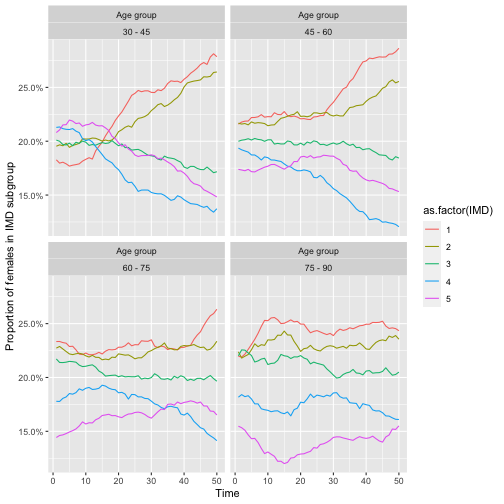 Age group
Age group
30 - 45
45 - 60
25.0%
20.0%
15.0%
Age group
Age group
60 - 75
75 - 90
25.0%
20.0%
15.0%
0 10 20 30 40 50
0 10 20 30 40 50
Time
Proportion of females in IMD subgroup
as.factor(IMD)
1
2
3
4
5